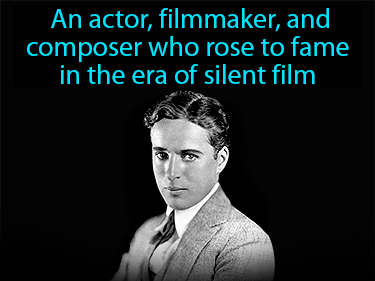 An actor, filmmaker, and
composer who rose to fame
in the era of silent film